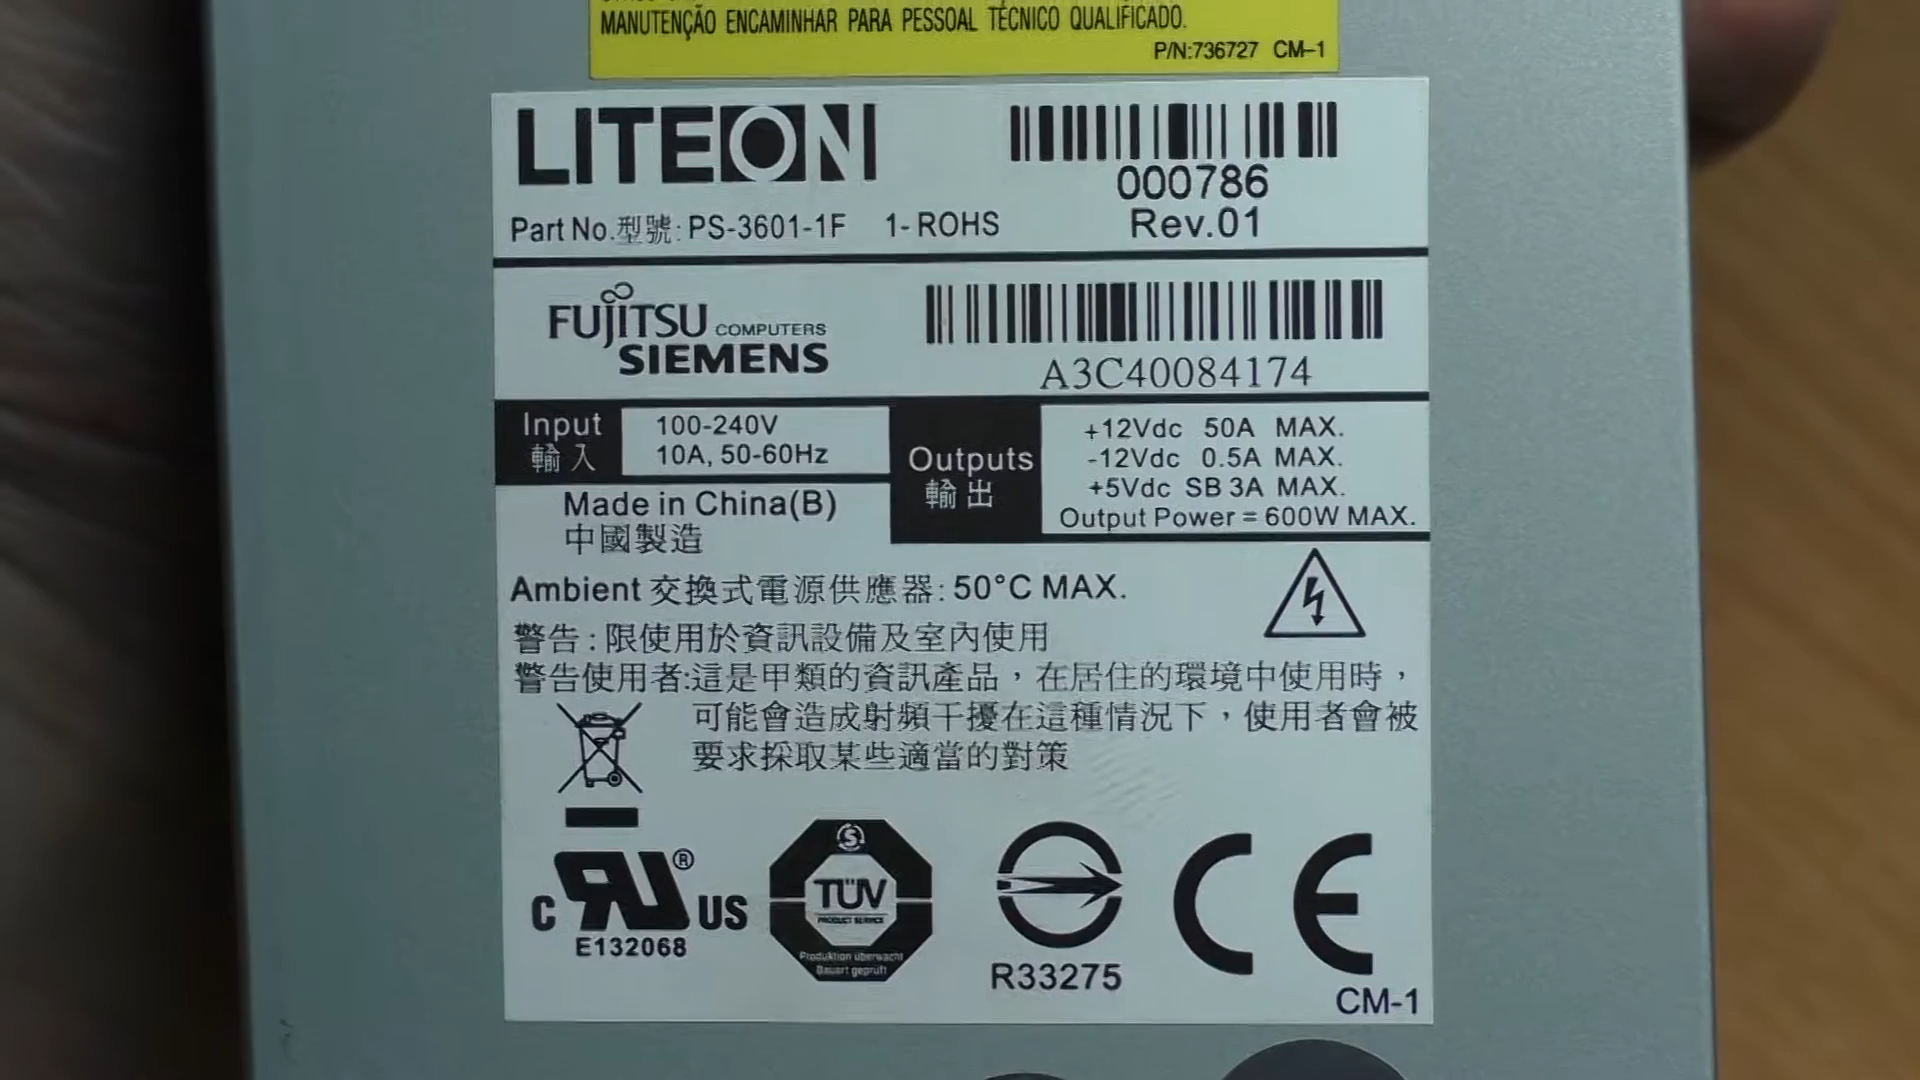 MANUTENÇÃO ENCAMINHAR PARA PESSOAL TÉCNICO QUALIFICADO.
P/N:736727 CM-1
LITEON
000786
Rev.01
Part No.型號: PS-3601-1F 1-ROHS
FUJITSU COMPUTERS
SIEMENS
A3C40084174
Input
輸入
100-240V
10A, 50-60Hz
Outputs
輸出
+12Vdc 50A MAX.
-12Vdc 0.5A MAX.
+5Vdc SB 3A MAX.
Output Power = 600W MAX.
Made in China(B)
中國製造
Ambient 交換式電源供應器: 50°C MAX.
警告 : 限使用於資訊設備及室內使用
警告使用者:這是甲類的資訊產品，在居住的環境中使用時，
可能會造成射頻干擾在這種情況下，使用者會被
要求採取某些適當的對策
C RU ® US
E132068
S
TÜV
PRODUCT SERVICE
Produktion überwacht
Bauart geprüft
R33275
CE
CM-1